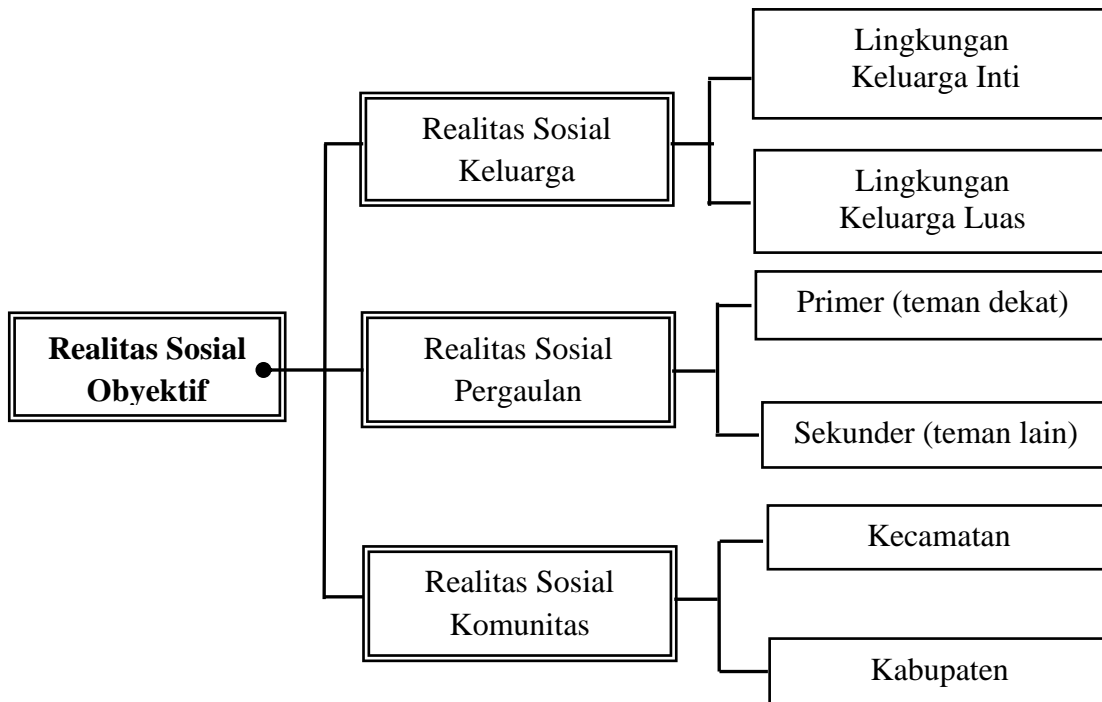 Realitas Sosial
Obyektif
Realitas Sosial
Keluarga
Lingkungan
Keluarga Inti
Lingkungan
Keluarga Luas
Realitas Sosial
Pergaulan
Primer (teman dekat)
Sekunder (teman lain)
Realitas Sosial
Komunitas
Kecamatan
Kabupaten